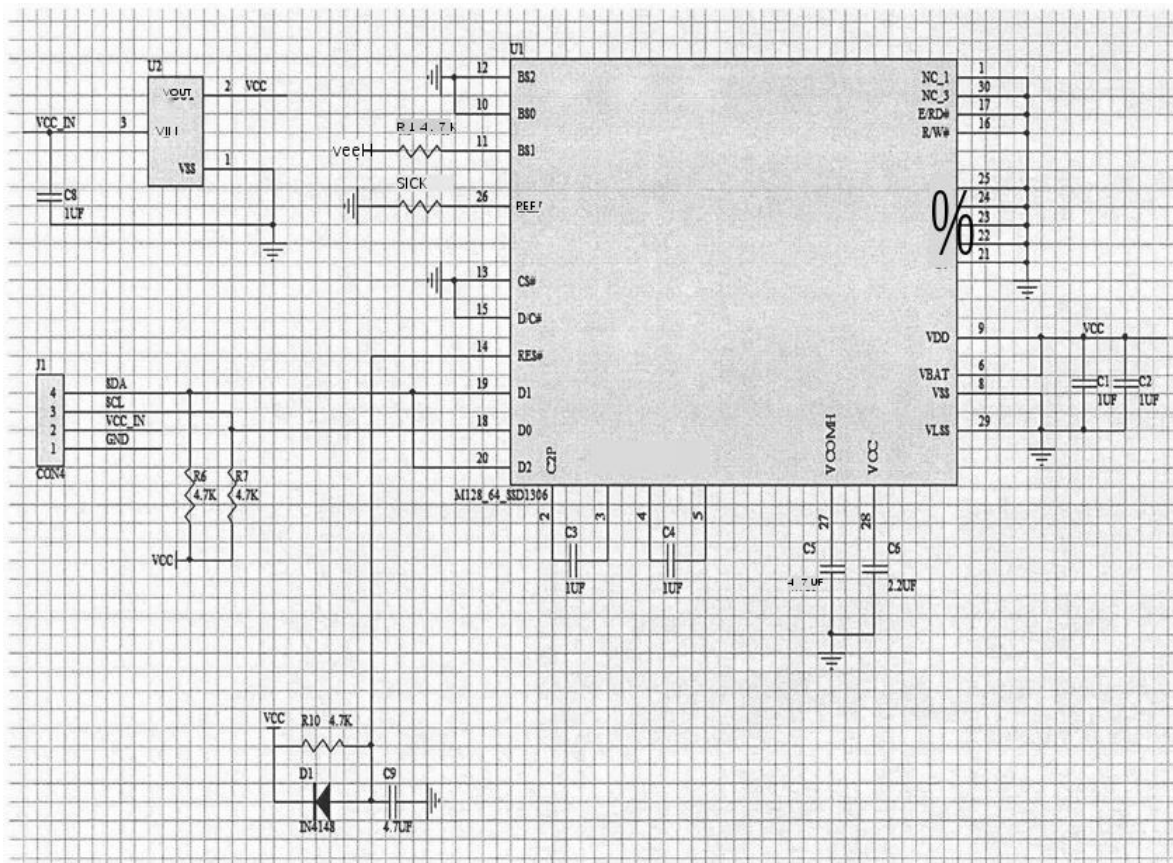 U1
U2
12 BS2
10 BS0
R1 4.7K
veeH 11 BS1
SICK
26
13 CS#
15 D/C#
14 RES#
19 D1
18 D0
20 D2
M128_64_SSD1306
VOUT 2 VCC
VCC_IN 3
VSS 1
C8
1UF
NC_1 1
NC_3 30
E/RD# 17
R/W# 16
25
24
23
22
21
%
VDD 9 VCC
VBAT 6
VSS 8
VLSS 29
C1
1UF
C2
1UF
J1
4 SDA
3 SCL
2 VCC_IN
1 GND
CON4
R6
4.7K
R7
4.7K
VCC
C2P
VCOMH
VCC
2
3
4
5
27
28
C3
1UF
C4
1UF
C5
4.7UF
C6
2.2UF
VCC
R10 4.7K
D1
IN4148
C9
4.7UF